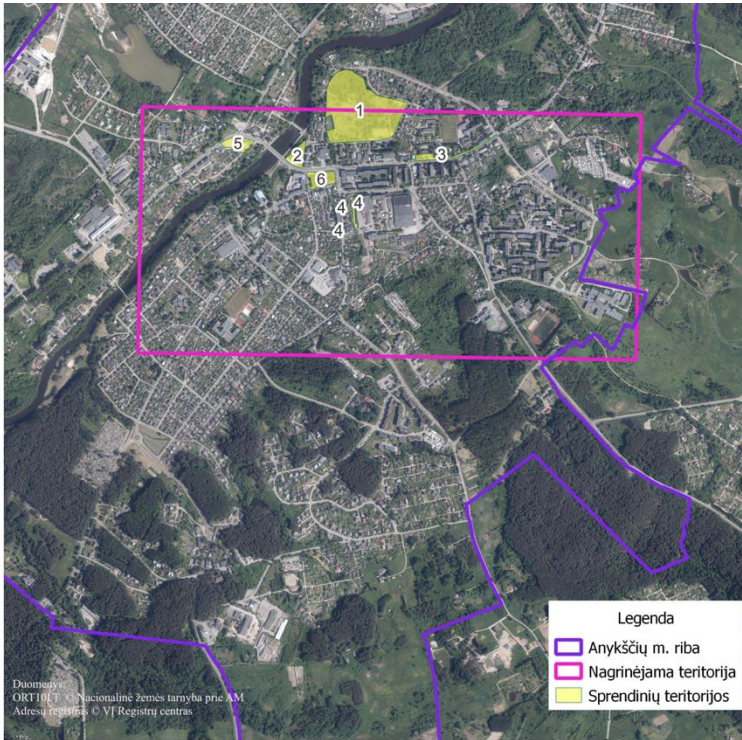 1
5
2
3
6
4
4
4
Legenda
Anykščių m. riba
Nagrinėjama teritorija
Sprendinių teritorijos
Duomenys:
ORT10LT © Nacionalinė žemės tarnyba prie AM
Adresų registras © VĮ Registrų centras